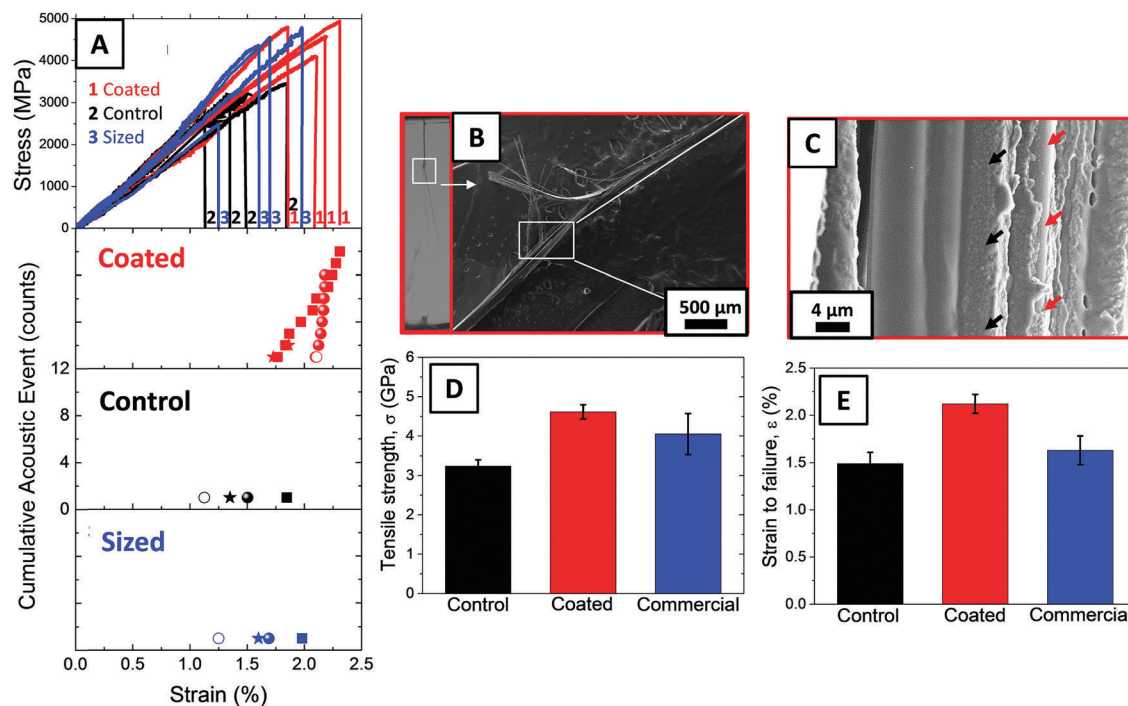 A
1 Coated
2 Control
3 Sized
Stress (MPa)
5000
4000
3000
2000
1000
0
2 3 2 2 3 3 1 2 3 1 1 1
Coated
Control
Sized
Cumulative Acoustic Event (counts)
12
8
4
0
0.0 0.5 1.0 1.5 2.0 2.5
Strain (%)
B
500 µm
C
4 µm
D
Tensile strength, σ (GPa)
6
5
4
3
2
1
0
Control Coated Commercial
E
Strain to failure, ε (%)
2.5
2.0
1.5
1.0
0.5
0.0
Control Coated Commercial